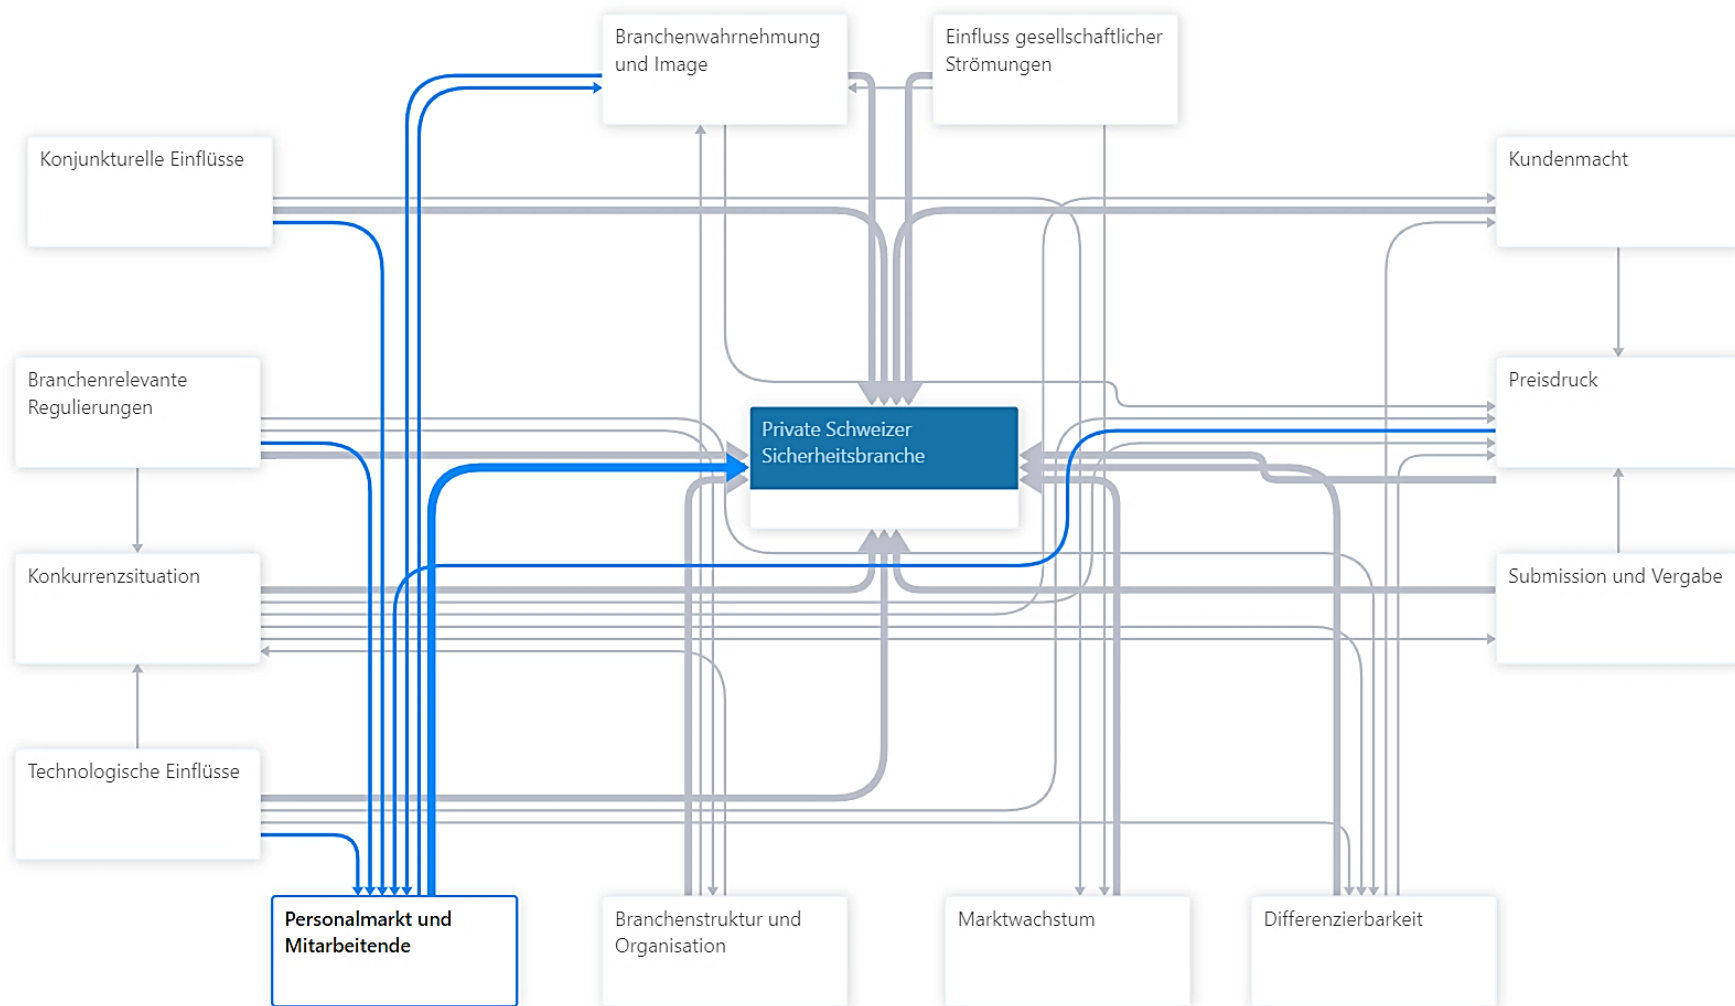 Branchenwahrnehmung
und Image
Einfluss gesellschaftlicher
Strömungen
Konjunkturelle Einflüsse
Kundenmacht
Branchenrelevante
Regulierungen
Preisdruck
Private Schweizer
Sicherheitsbranche
Konkurrenzsituation
Submission und Vergabe
Technologische Einflüsse
Personalmarkt und
Mitarbeitende
Branchenstruktur und
Organisation
Marktwachstum
Differenzierbarkeit